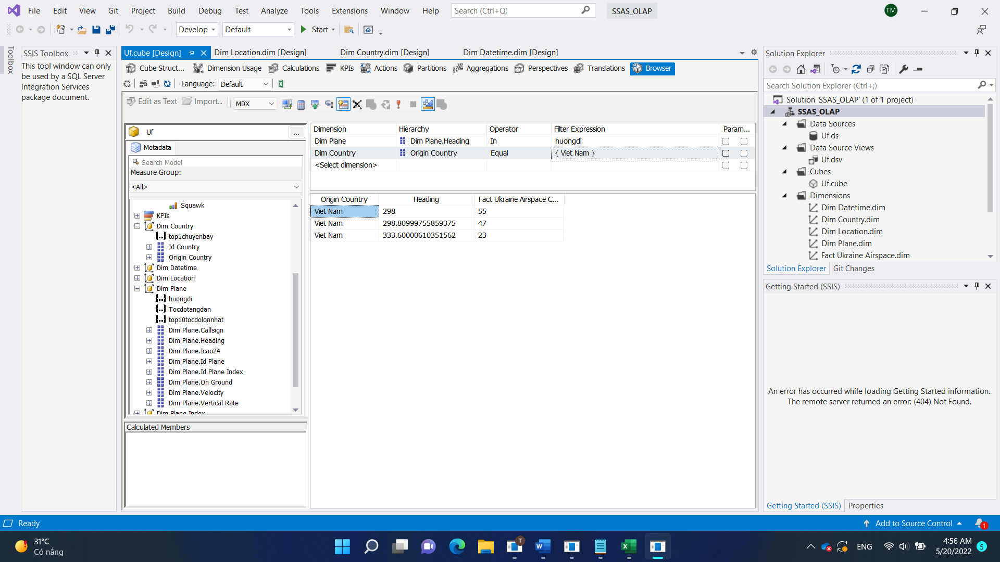 File Edit View Git Project Build Debug Test Analyze Tools Extensions Window Help Search (Ctrl+Q) SSAS_OLAP TM
Develop Default Start
Toolbox
SSIS Toolbox
This tool window can only
be used by a SQL Server
Integration Services
package document.
Uf.cube [Design] Dim Location.dim [Design] Dim Country.dim [Design] Dim Datetime.dim [Design]
Cube Struct... Dimension Usage Calculations KPIs Actions Partitions Aggregations Perspectives Translations Browser
Language: Default
Edit as Text Import... MDX
Uf ...
Metadata
Search Model
Measure Group:
<All>
Squawk
KPIs
Dim Country
top1chuyenbay
Id Country
Origin Country
Dim Datetime
Dim Location
Dim Plane
huongdi
Tocdotangdan
top10tocdolonnhat
Dim Plane.Callsign
Dim Plane.Heading
Dim Plane.Icao24
Dim Plane.Id Plane
Dim Plane.Id Plane Index
Dim Plane.On Ground
Dim Plane.Velocity
Dim Plane.Vertical Rate
Dim Plane Index
Calculated Members
Dimension Hierarchy Operator Filter Expression Param...
Dim Plane Dim Plane.Heading In huongdi
Dim Country Origin Country Equal { Viet Nam }
<Select dimension>
Origin Country Heading Fact Ukraine Airspace C...
Viet Nam 298 55
Viet Nam 298.80999755859375 47
Viet Nam 333.60000610351562 23
Solution Explorer
Search Solution Explorer (Ctrl+;)
Solution 'SSAS_OLAP' (1 of 1 project)
SSAS_OLAP
Data Sources
Uf.ds
Data Source Views
Uf.dsv
Cubes
Uf.cube
Dimensions
Dim Datetime.dim
Dim Country.dim
Dim Location.dim
Dim Plane.dim
Fact Ukraine Airspace.dim
Solution Explorer Git Changes
Getting Started (SSIS)
An error has occurred while loading Getting Started information.
The remote server returned an error: (404) Not Found.
Getting Started (SSIS) Properties
Ready Add to Source Control 1
31°C
Có nắng
T
ENG
4:56 AM
5/20/2022
5